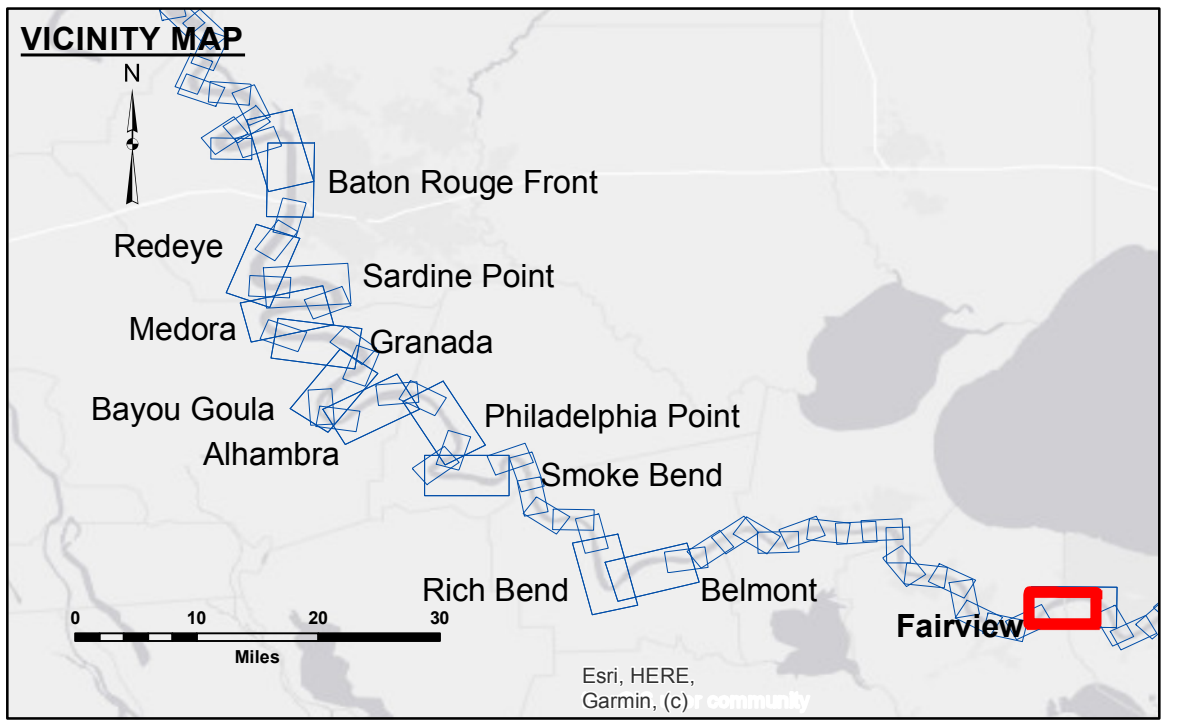 VICINITY MAP
N
Baton Rouge Front
Redeye
Sardine Point
Medora
Granada
Bayou Goula
Philadelphia Point
Alhambra
Smoke Bend
Rich Bend
Belmont
Fairview
0 10 20 30
Miles
Esri, HERE,
Garmin, (c)
r community